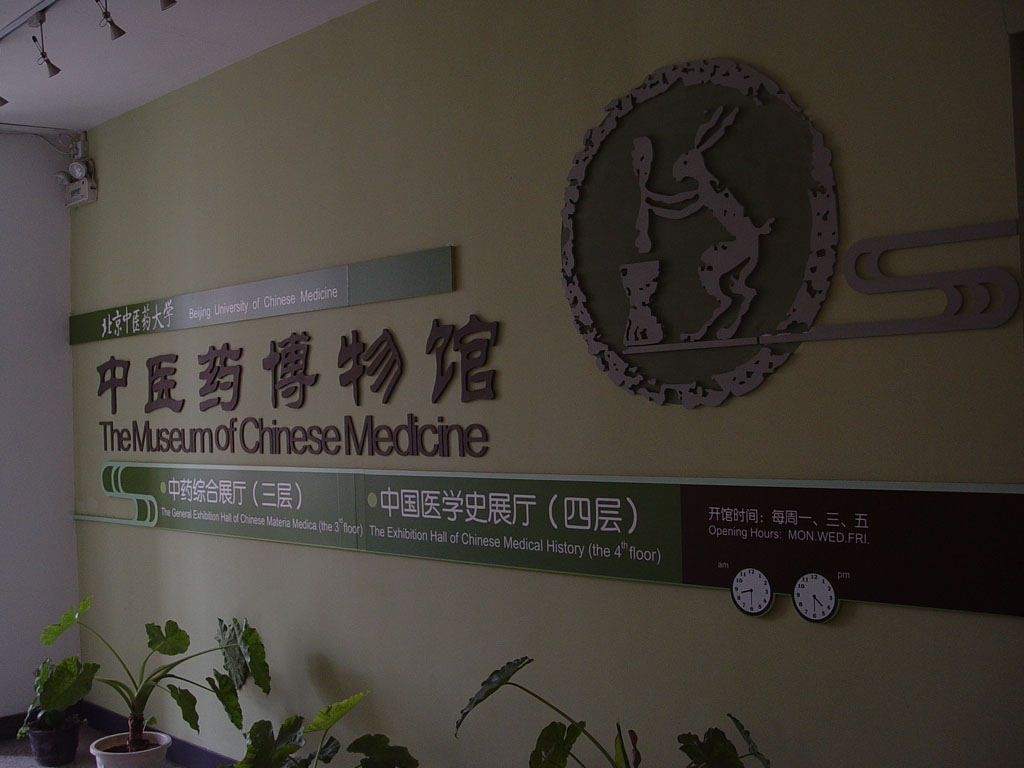 北京中医药大学 Beijing University of Chinese Medicine
中医药博物馆
The Museum of Chinese Medicine
中药综合展厅（三层）
The General Exhibition Hall of Chinese Materia Medica (the 3rd floor)
中国医学史展厅（四层）
The Exhibition Hall of Chinese Medical History (the 4th floor)
开馆时间：每周一、三、五
Opening Hours: MON.WED.FRI.
am
pm